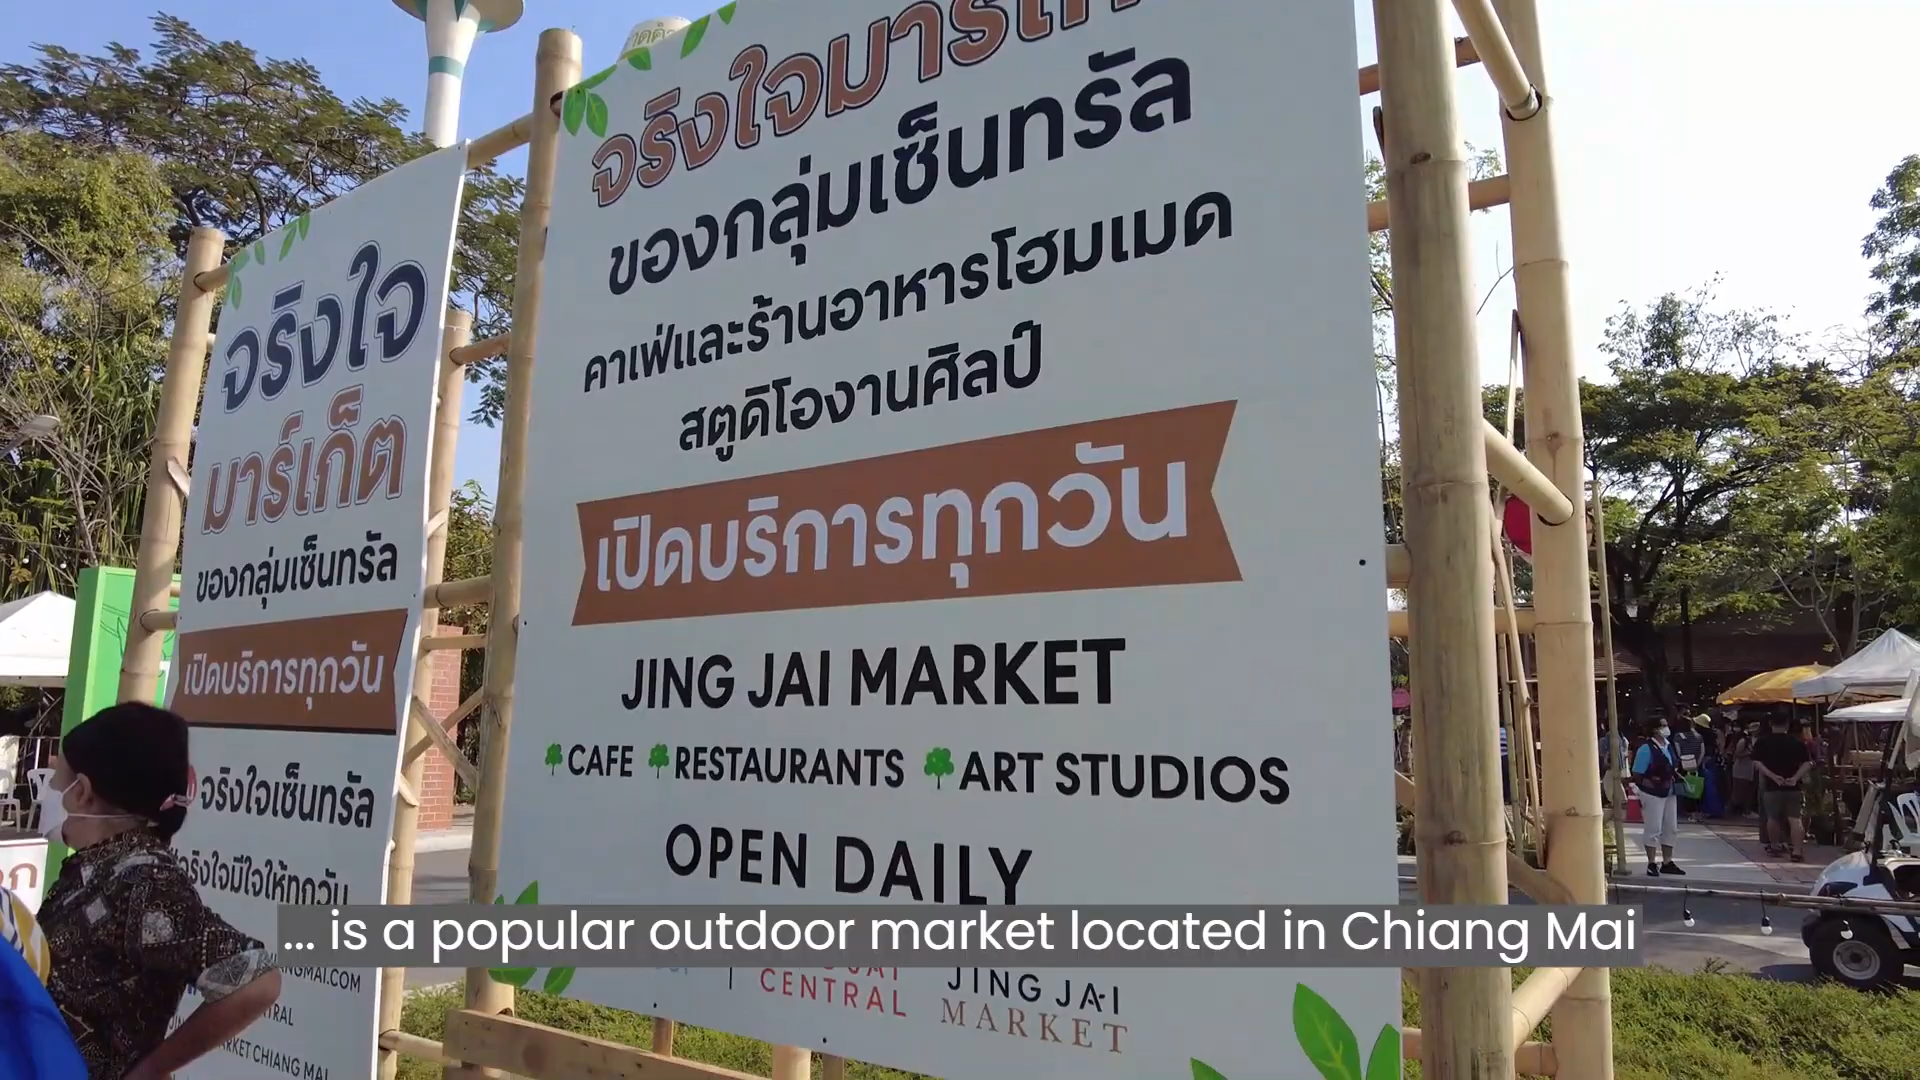 จริงใจ
มาร์เก็ต
ของกลุ่มเซ็นทรัล
เปิดบริการทุกวัน
จริงใจเซ็นทรัล
จริงใจมีใจให้ทุกวัน
ANGMAI.COM
RKET CHIANG MAI
จริงใจมาร์เก็
ของกลุ่มเซ็นทรัล
คาเฟ่และร้านอาหารโฮมเมด
สตูดิโองานศิลป์
เปิดบริการทุกวัน
JING JAI MARKET
CAFE RESTAURANTS ART STUDIOS
OPEN DAILY
CENTRAL
JING JAI
MARKET
... is a popular outdoor market located in Chiang Mai